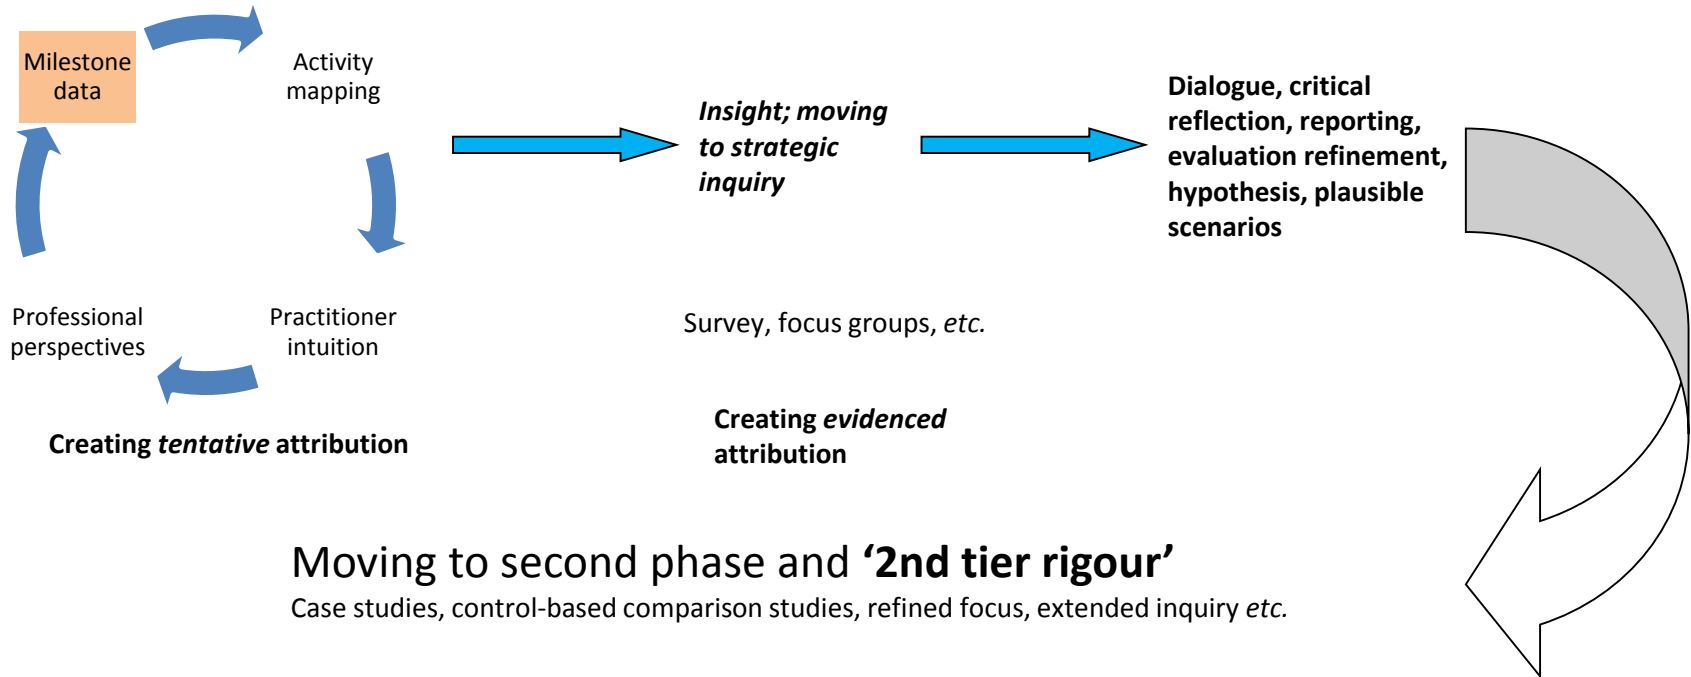 Milestone
data
Activity
mapping
Practitioner
intuition
Professional
perspectives
Creating tentative attribution
Insight; moving
to strategic
inquiry
Survey, focus groups, etc.
Creating evidenced
attribution
Dialogue, critical
reflection, reporting,
evaluation refinement,
hypothesis, plausible
scenarios
Moving to second phase and ‘2nd tier rigour’
Case studies, control-based comparison studies, refined focus, extended inquiry etc.